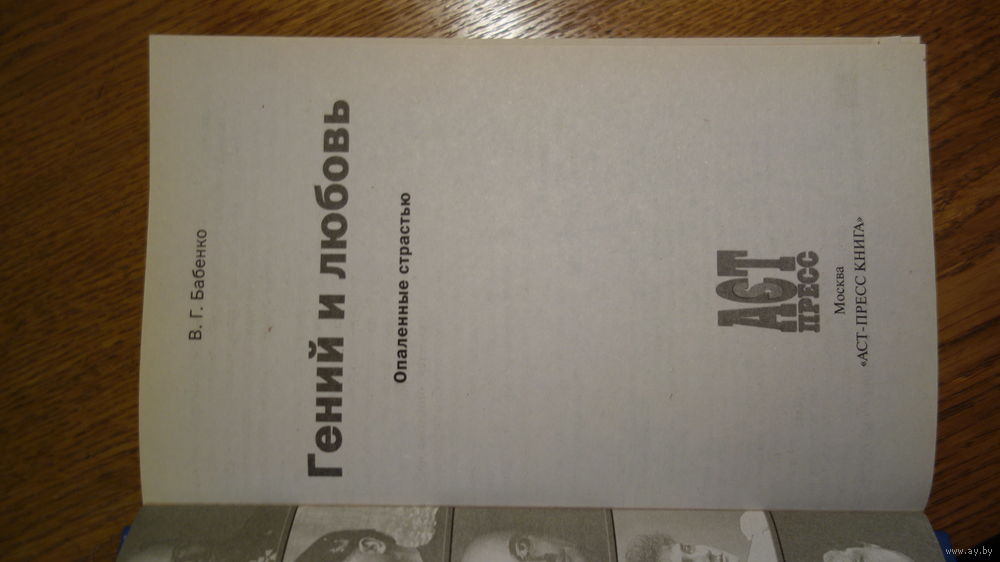 В. Г. Бабенко
Гений и любовь
Опаленные страстью
АСТ
ПРЕСС
Москва
«АСТ-ПРЕСС КНИГА»
www.ay.by